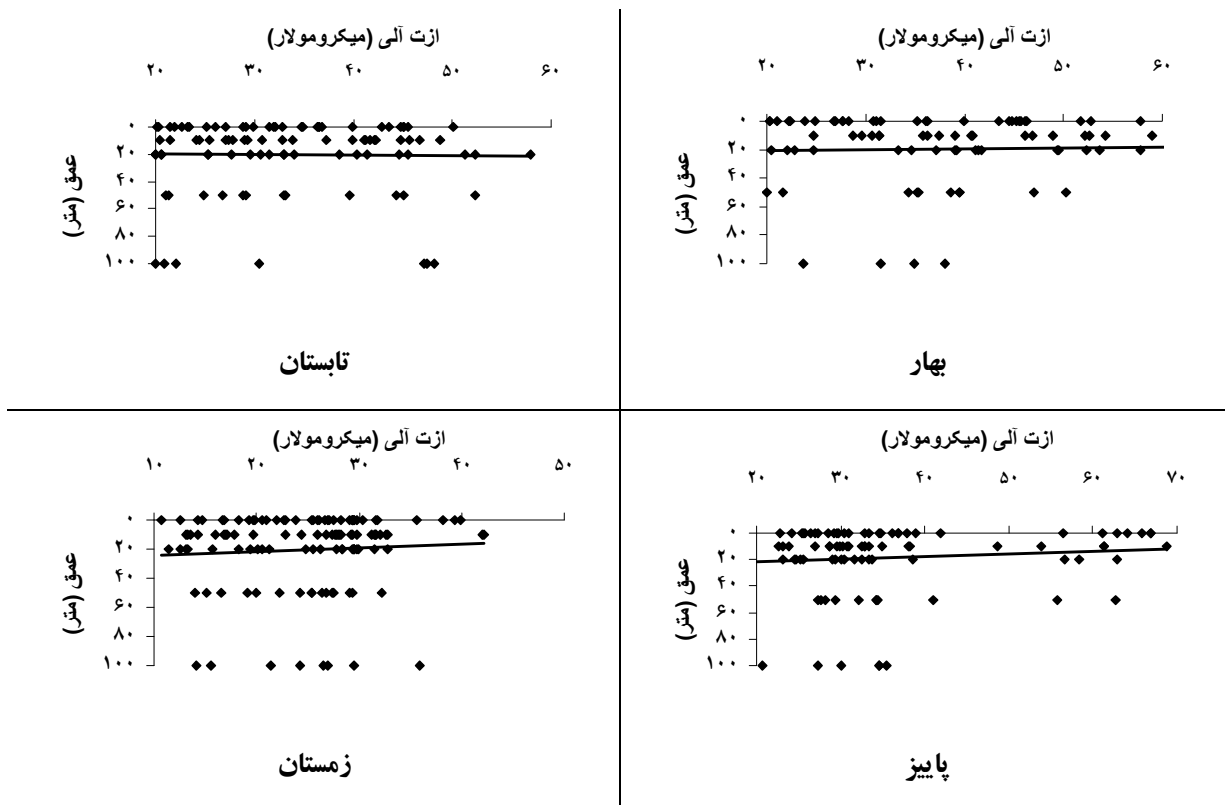 ازت آلی (میکرومولار)
۲۰ ۳۰ ۴۰ ۵۰ ۶۰
۰
۲۰
۴۰
۶۰
۸۰
۱۰۰
عمق (متر)
بهار
ازت آلی (میکرومولار)
۲۰ ۳۰ ۴۰ ۵۰ ۶۰
۰
۲۰
۴۰
۶۰
۸۰
۱۰۰
عمق (متر)
تابستان
ازت آلی (میکرومولار)
۲۰ ۳۰ ۴۰ ۵۰ ۶۰ ۷۰
۰
۲۰
۴۰
۶۰
۸۰
۱۰۰
عمق (متر)
پاییز
ازت آلی (میکرومولار)
۱۰ ۲۰ ۳۰ ۴۰ ۵۰
۰
۲۰
۴۰
۶۰
۸۰
۱۰۰
عمق (متر)
زمستان